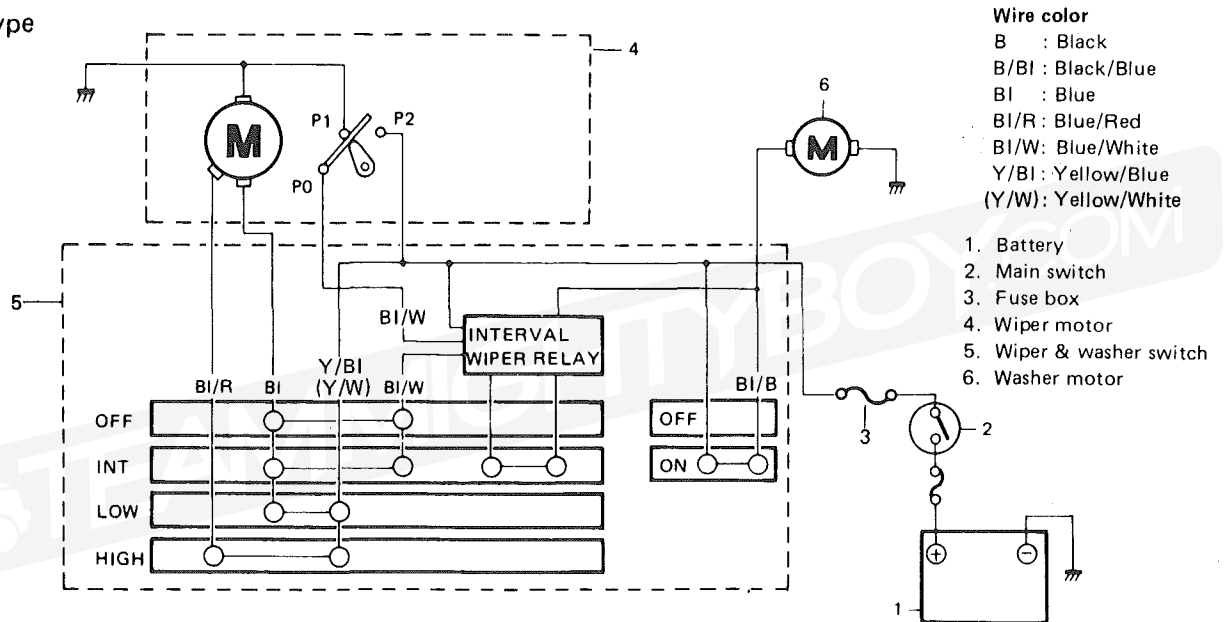 ype
4
M
P1
P2
P0
6
M
Wire color
B : Black
B/Bl : Black/Blue
Bl : Blue
Bl/R : Blue/Red
Bl/W: Blue/White
Y/Bl : Yellow/Blue
(Y/W): Yellow/White
1. Battery
2. Main switch
3. Fuse box
4. Wiper motor
5. Wiper & washer switch
6. Washer motor
5
Bl/W
INTERVAL
WIPER RELAY
Bl/R
Bl
Y/Bl
(Y/W)
Bl/W
Bl/B
OFF
INT
LOW
HIGH
OFF
ON
3
2
+
−
1
TEAMMIGHTYBOY.COM